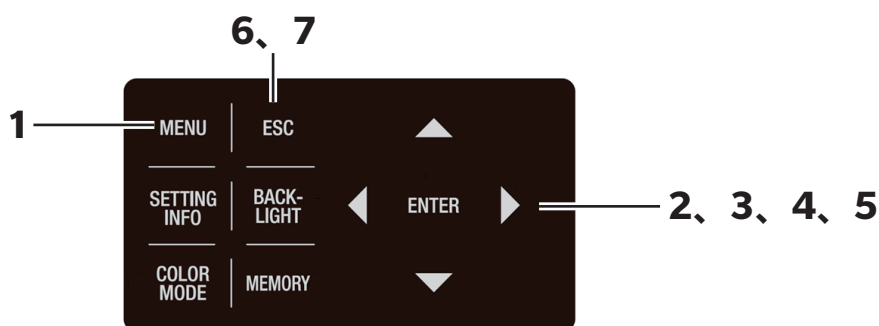 6、7
1
MENU
ESC
SETTING
INFO
BACK-
LIGHT
ENTER
2、3、4、5
COLOR
MODE
MEMORY